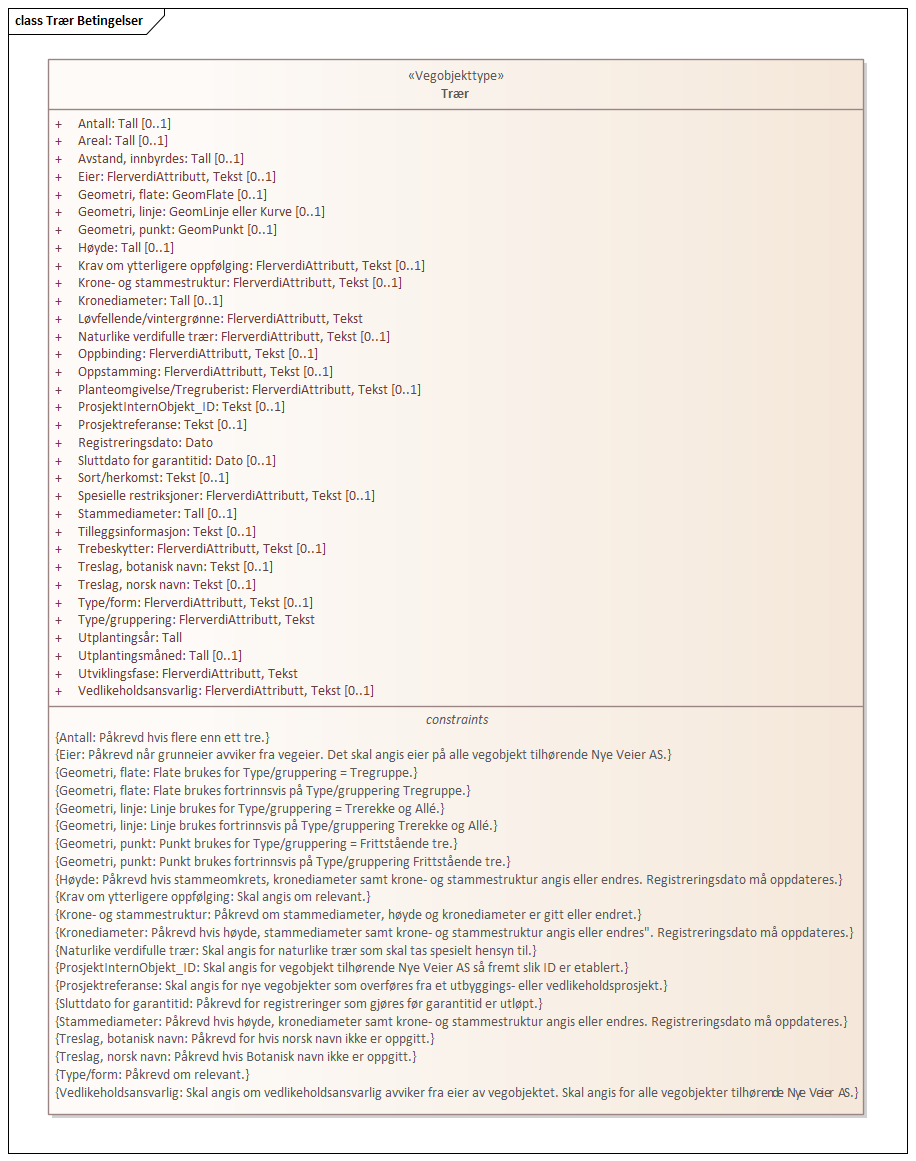 class Trær Betingelser
«Vegobjekttype»
Trær
+ Antall: Tall [0..1]
+ Areal: Tall [0..1]
+ Avstand, innbyrdes: Tall [0..1]
+ Eier: FlerverdiAttributt, Tekst [0..1]
+ Geometri, flate: GeomFlate [0..1]
+ Geometri, linje: GeomLinje eller Kurve [0..1]
+ Geometri, punkt: GeomPunkt [0..1]
+ Høyde: Tall [0..1]
+ Krav om ytterligere oppfølging: FlerverdiAttributt, Tekst [0..1]
+ Krone- og stammestruktur: FlerverdiAttributt, Tekst [0..1]
+ Kronediameter: Tall [0..1]
+ Løvfellende/vintergrønne: FlerverdiAttributt, Tekst
+ Naturlike verdifulle trær: FlerverdiAttributt, Tekst [0..1]
+ Oppbinding: FlerverdiAttributt, Tekst [0..1]
+ Oppstamming: FlerverdiAttributt, Tekst [0..1]
+ Planteomgivelse/Tregruberist: FlerverdiAttributt, Tekst [0..1]
+ ProsjektInternObjekt_ID: Tekst [0..1]
+ Prosjektreferanse: Tekst [0..1]
+ Registreringsdato: Dato
+ Sluttdato for garantitid: Dato [0..1]
+ Sort/herkomst: Tekst [0..1]
+ Spesielle restriksjoner: FlerverdiAttributt, Tekst [0..1]
+ Stammediameter: Tall [0..1]
+ Tilleggsinformasjon: Tekst [0..1]
+ Trebeskytter: FlerverdiAttributt, Tekst [0..1]
+ Treslag, botanisk navn: Tekst [0..1]
+ Treslag, norsk navn: Tekst [0..1]
+ Type/form: FlerverdiAttributt, Tekst [0..1]
+ Type/gruppering: FlerverdiAttributt, Tekst
+ Utplantingsår: Tall
+ Utplantingsmåned: Tall [0..1]
+ Utviklingsfase: FlerverdiAttributt, Tekst
+ Vedlikeholdsansvarlig: FlerverdiAttributt, Tekst [0..1]
constraints
{Antall: Påkrevd hvis flere enn ett tre.}
{Eier: Påkrevd når grunneier avviker fra vegeier. Det skal angis eier på alle vegobjekt tilhørende Nye Veier AS.}
{Geometri, flate: Flate brukes for Type/gruppering = Tregruppe.}
{Geometri, flate: Flate brukes fortrinnsvis på Type/gruppering Tregruppe.}
{Geometri, linje: Linje brukes for Type/gruppering = Trerekke og Allé.}
{Geometri, linje: Linje brukes fortrinnsvis på Type/gruppering Trerekke og Allé.}
{Geometri, punkt: Punkt brukes for Type/gruppering = Frittstående tre.}
{Geometri, punkt: Punkt brukes fortrinnsvis på Type/gruppering Frittstående tre.}
{Høyde: Påkrevd hvis stammeomkrets, kronediameter samt krone- og stammestruktur angis eller endres. Registreringsdato må oppdateres.}
{Krav om ytterligere oppfølging: Skal angis om relevant.}
{Krone- og stammestruktur: Påkrevd om stammediameter, høyde og kronediameter er gitt eller endret.}
{Kronediameter: Påkrevd hvis høyde, stammediameter samt krone- og stammestruktur angis eller endres". Registreringsdato må oppdateres.}
{Naturlike verdifulle trær: Skal angis for naturlike trær som skal tas spesielt hensyn til.}
{ProsjektInternObjekt_ID: Skal angis for vegobjekt tilhørende Nye Veier AS så fremt slik ID er etablert.}
{Prosjektreferanse: Skal angis for nye vegobjekter som overføres fra et utbyggings- eller vedlikeholdsprosjekt.}
{Sluttdato for garantitid: Påkrevd for registreringer som gjøres før garantitid er utløpt.}
{Stammediameter: Påkrevd hvis høyde, kronediameter samt krone- og stammestruktur angis eller endres. Registreringsdato må oppdateres.}
{Treslag, botanisk navn: Påkrevd for hvis norsk navn ikke er oppgitt.}
{Treslag, norsk navn: Påkrevd hvis Botanisk navn ikke er oppgitt.}
{Type/form: Påkrevd om relevant.}
{Vedlikeholdsansvarlig: Skal angis om vedlikeholdsansvarlig avviker fra eier av vegobjektet. Skal angis for alle vegobjekter tilhørende Nye Veier AS.}